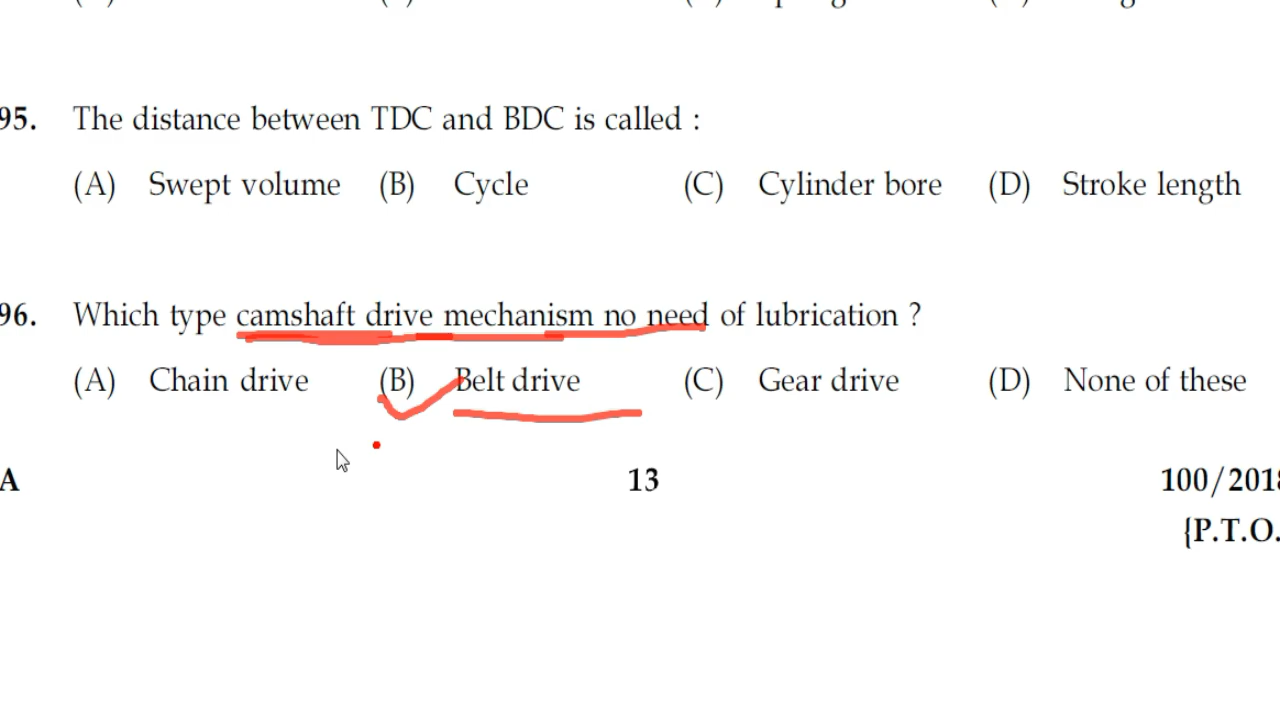 95. The distance between TDC and BDC is called :
(A) Swept volume (B) Cycle (C) Cylinder bore (D) Stroke length
96. Which type camshaft drive mechanism no need of lubrication ?
(A) Chain drive (B) Belt drive (C) Gear drive (D) None of these
A 13 100/2018
{P.T.O.